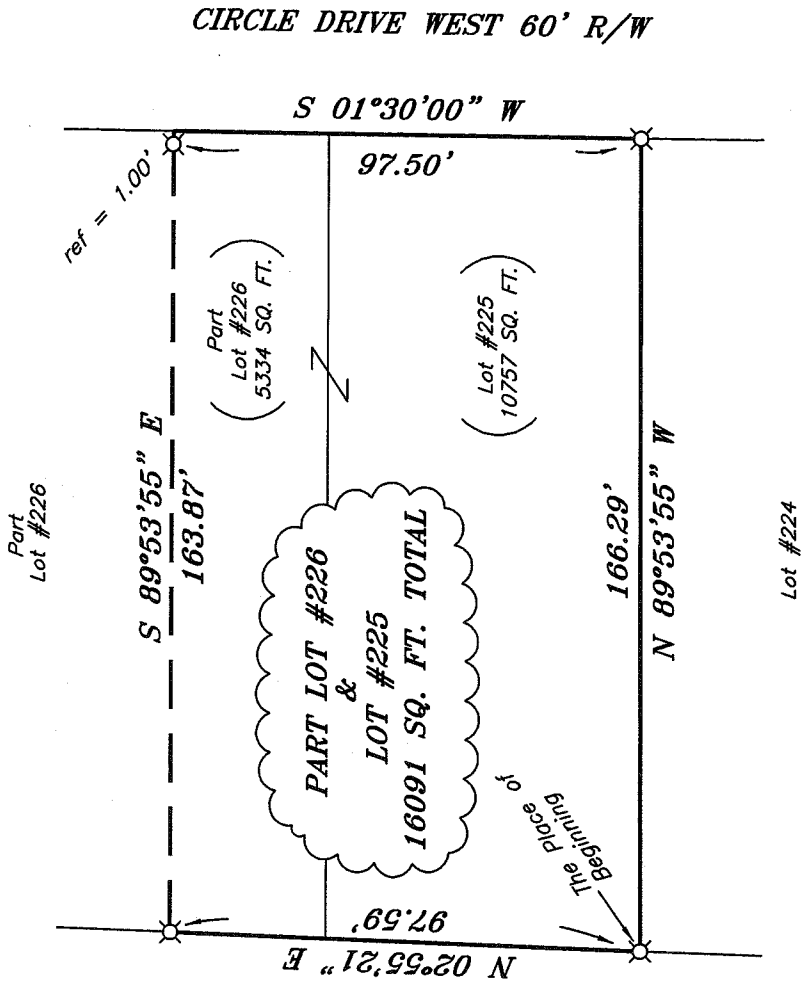 CIRCLE DRIVE WEST 60' R/W
S 01°30'00" W
97.50'
ref = 1.00'
Part
Lot #226
5334 SQ. FT.
Lot #225
10757 SQ. FT.
S 89°53'55" E
163.87'
166.29'
N 89°53'55" W
Part
Lot #226
Lot #224
PART LOT #226
&
LOT #225
16091 SQ. FT. TOTAL
The Place of
Beginning
97.59'
N 02°55'21" E